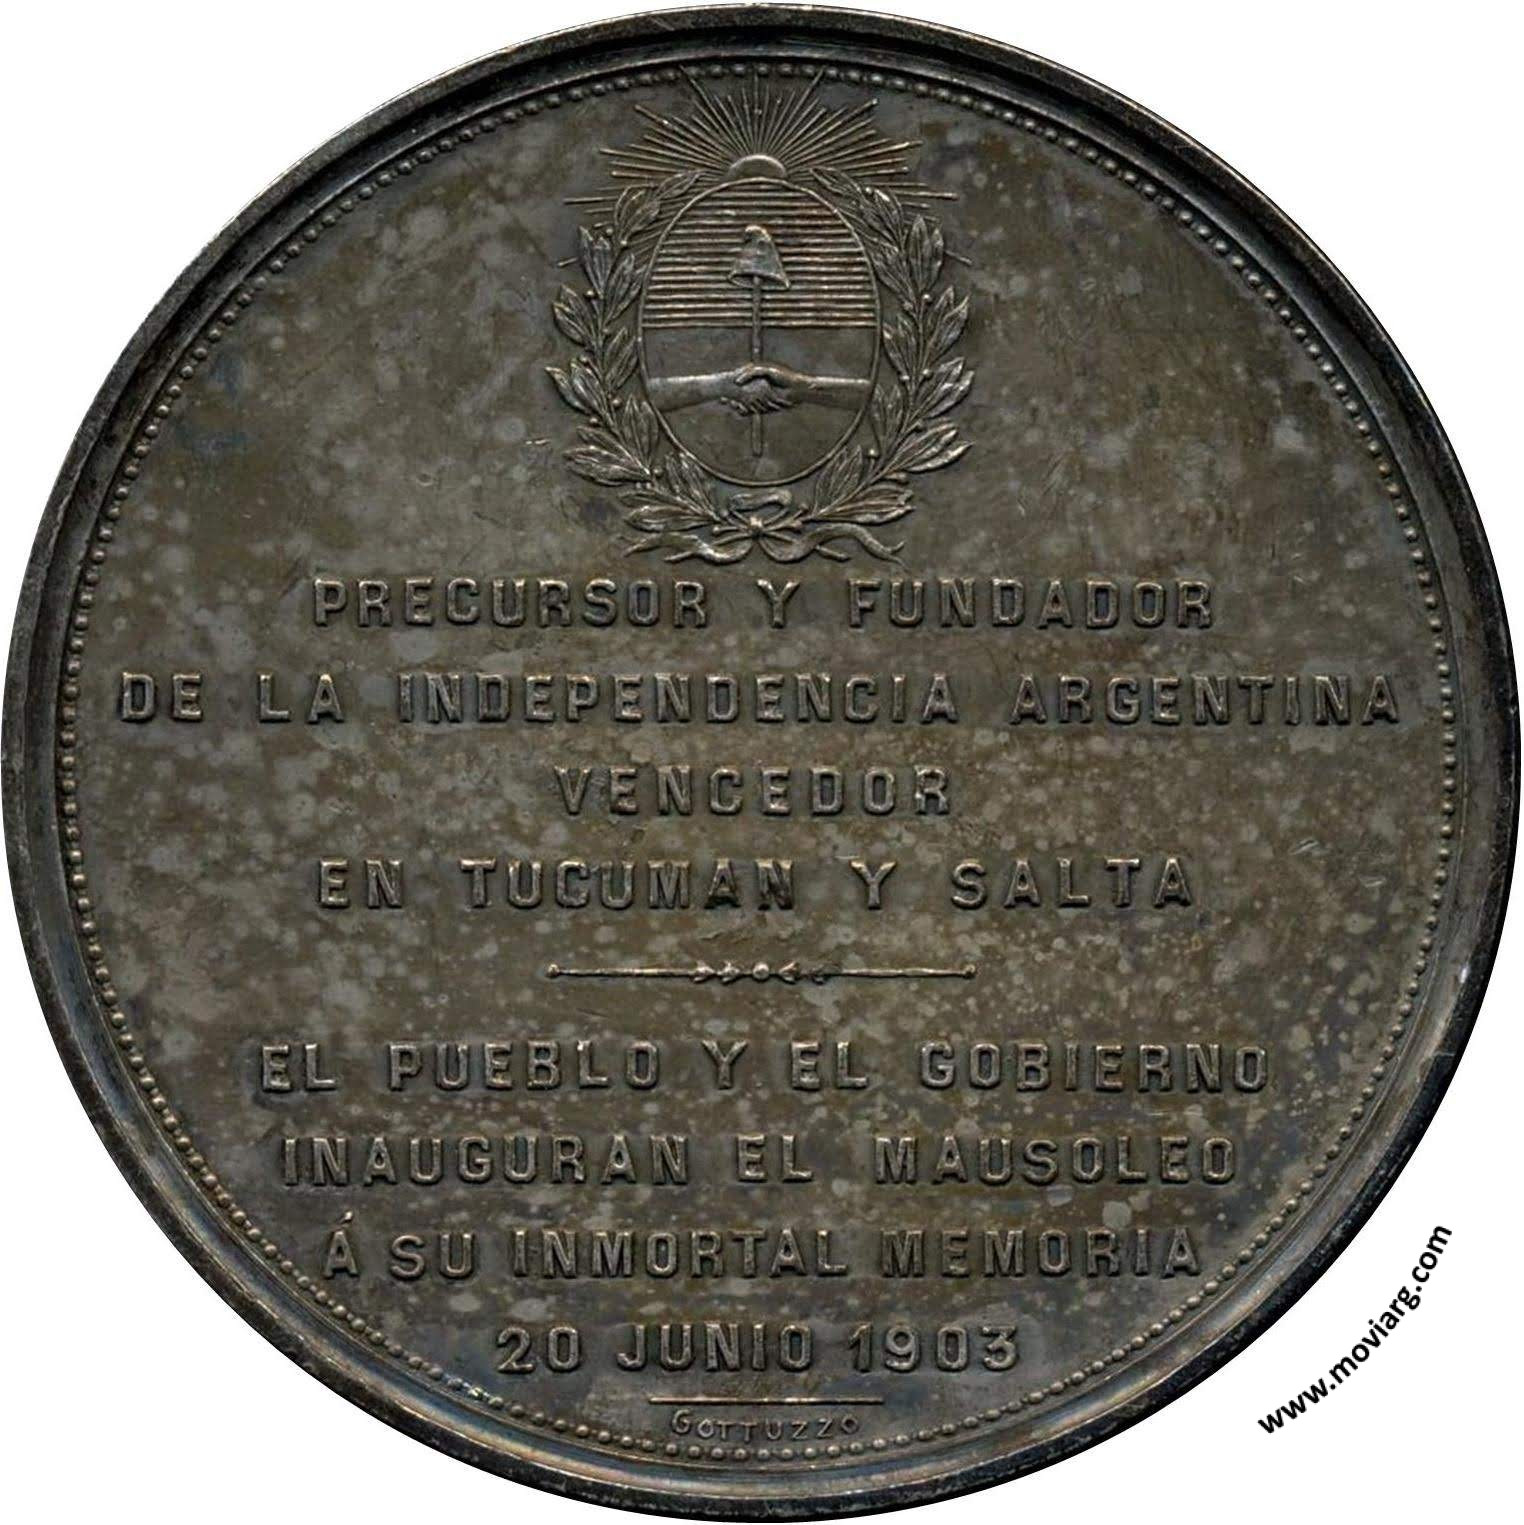 PRECURSOR Y FUNDADOR
DE LA INDEPENDENCIA ARGENTINA
VENCEDOR
EN TUCUMAN Y SALTA
EL PUEBLO Y EL GOBIERNO
INAUGURAN EL MAUSOLEO
Á SU INMORTAL MEMORIA
20 JUNIO 1903
GOTTUZZO
www.moviarg.com